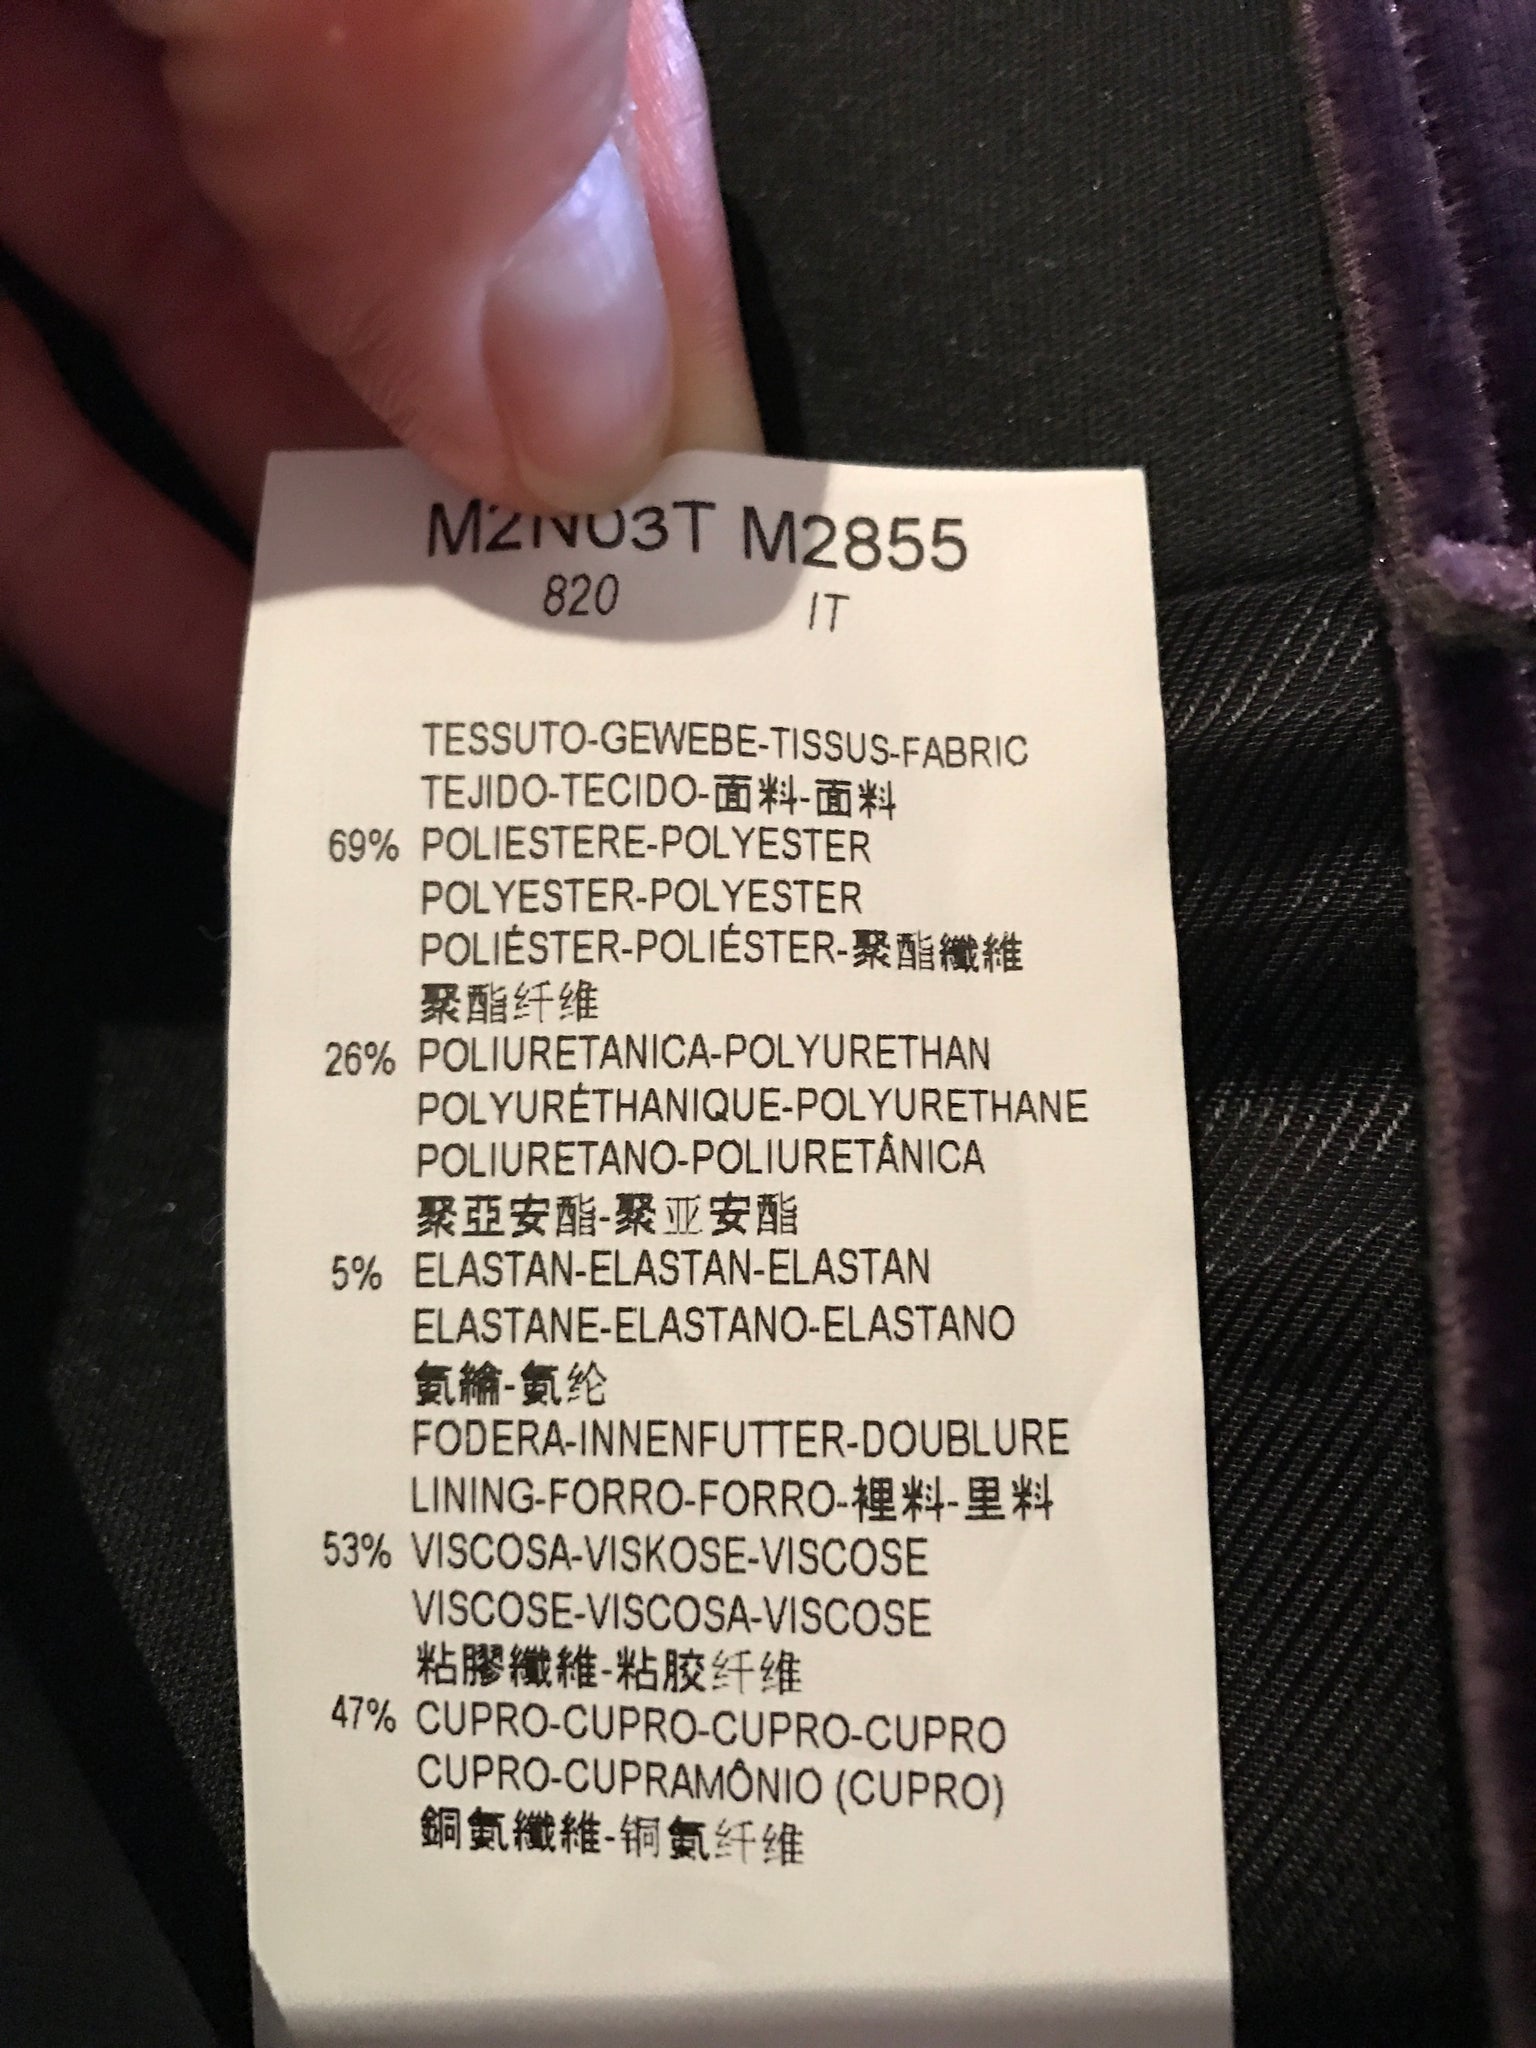 M2N03T M2855
820 IT
TESSUTO-GEWEBE-TISSUS-FABRIC
TEJIDO-TECIDO-面料-面料
69% POLIESTERE-POLYESTER
POLYESTER-POLYESTER
POLIÉSTER-POLIÉSTER-聚酯纖維
聚酯纤维
26% POLIURETANICA-POLYURETHAN
POLYURÉTHANIQUE-POLYURETHANE
POLIURETANO-POLIURETÂNICA
聚亞安酯-聚亚安酯
5% ELASTAN-ELASTAN-ELASTAN
ELASTANE-ELASTANO-ELASTANO
氨綸-氨纶
FODERA-INNENFUTTER-DOUBLURE
LINING-FORRO-FORRO-裡料-里料
53% VISCOSA-VISKOSE-VISCOSE
VISCOSE-VISCOSA-VISCOSE
粘膠纖維-粘胶纤维
47% CUPRO-CUPRO-CUPRO-CUPRO
CUPRO-CUPRAMÔNIO (CUPRO)
銅氨纖維-铜氨纤维